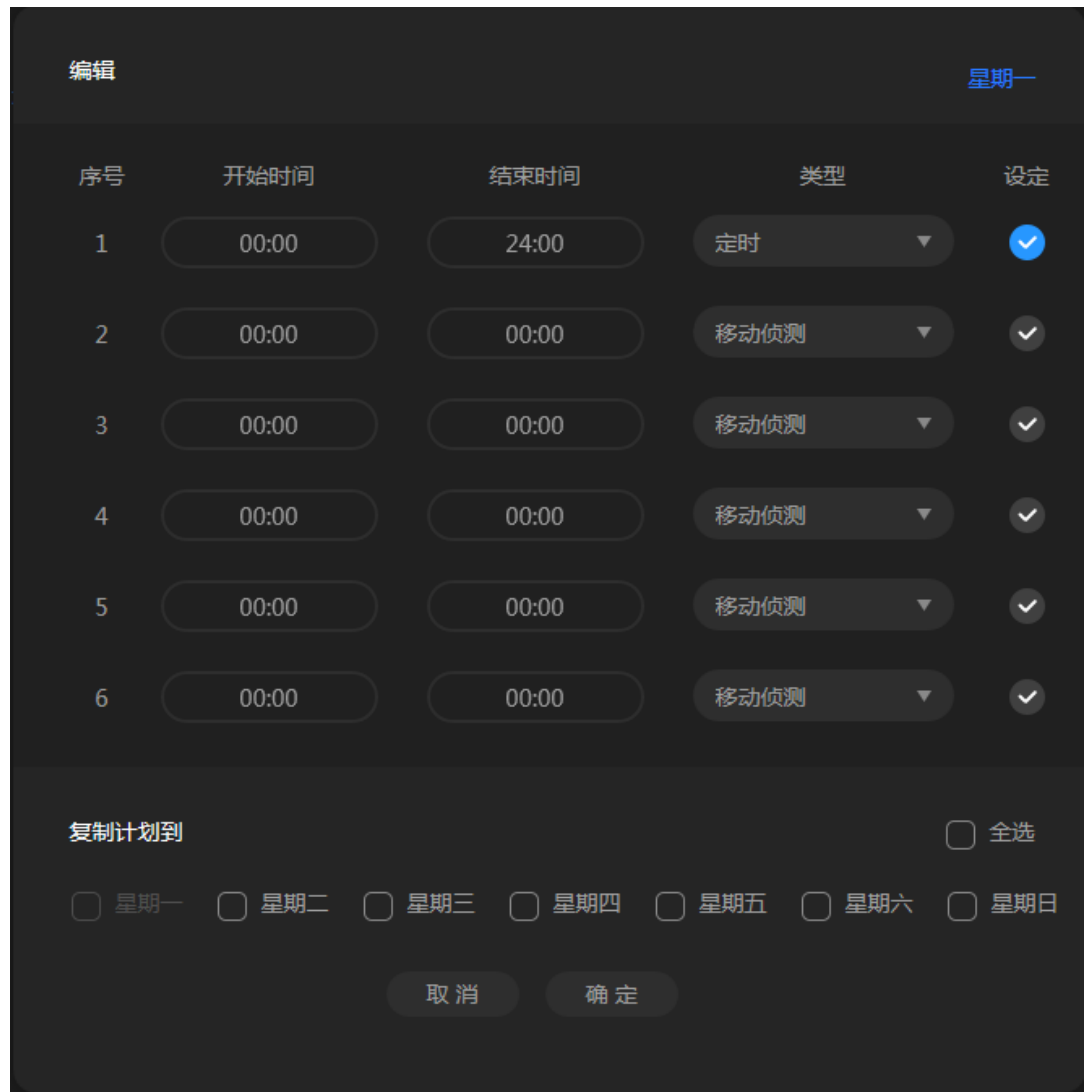 编辑 星期一
序号 开始时间 结束时间 类型 设定
1 00:00 24:00 定时
2 00:00 00:00 移动侦测
3 00:00 00:00 移动侦测
4 00:00 00:00 移动侦测
5 00:00 00:00 移动侦测
6 00:00 00:00 移动侦测
复制计划到 全选
星期一 星期二 星期三 星期四 星期五 星期六 星期日
取消 确定